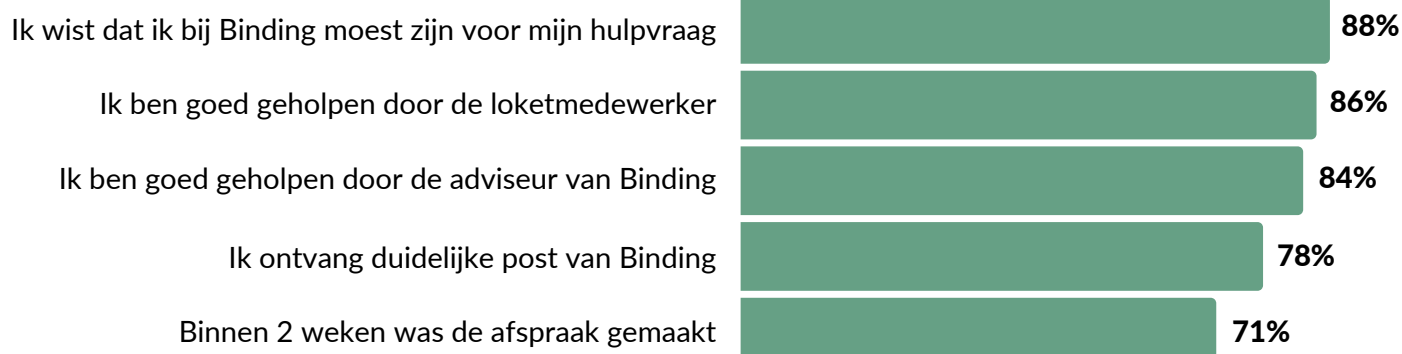 Ik wist dat ik bij Binding moest zijn voor mijn hulpvraag 88%
Ik ben goed geholpen door de loketmedewerker 86%
Ik ben goed geholpen door de adviseur van Binding 84%
Ik ontvang duidelijke post van Binding 78%
Binnen 2 weken was de afspraak gemaakt 71%